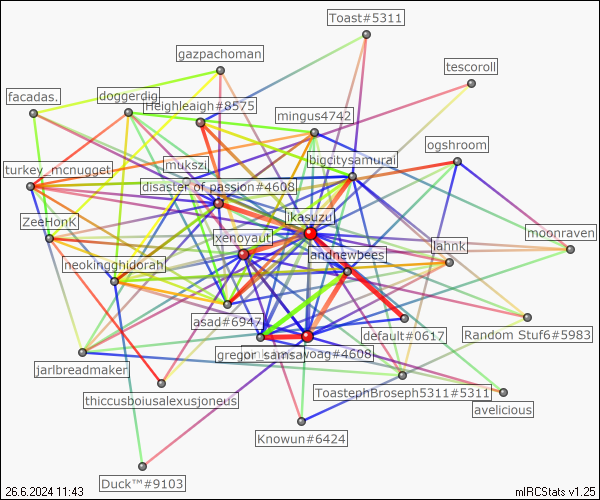 Toast#5311
gazpachoman
tescoroll
facadas.
doggerdig
Heighleaigh#8575
mingus4742
ogshroom
mukszi
bigcitysamurai
turkey_mcnugget
disaster of passion#4608
ikasuzu
ZeeHonk
moonraven
xenoyaut
lahnk
andnewbees
neokingghidorah
asad#6947
default#0617
Random Stuf6#5983
gregor_samsa
voag#4608
jarlbreadmaker
ToastephBroseph5311#5311
thiccusboiusalexusjoneus
avelicious
Knowun#6424
Duck™#9103
26.6.2024 11:43
mIRCStats v1.25